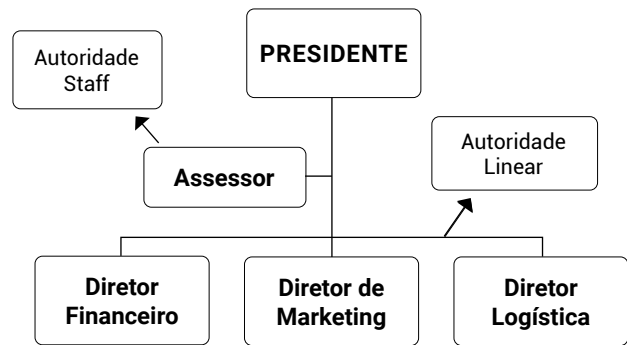 PRESIDENTE
Autoridade
Staff
Assessor
Autoridade
Linear
Diretor
Financeiro
Diretor de
Marketing
Diretor
Logística